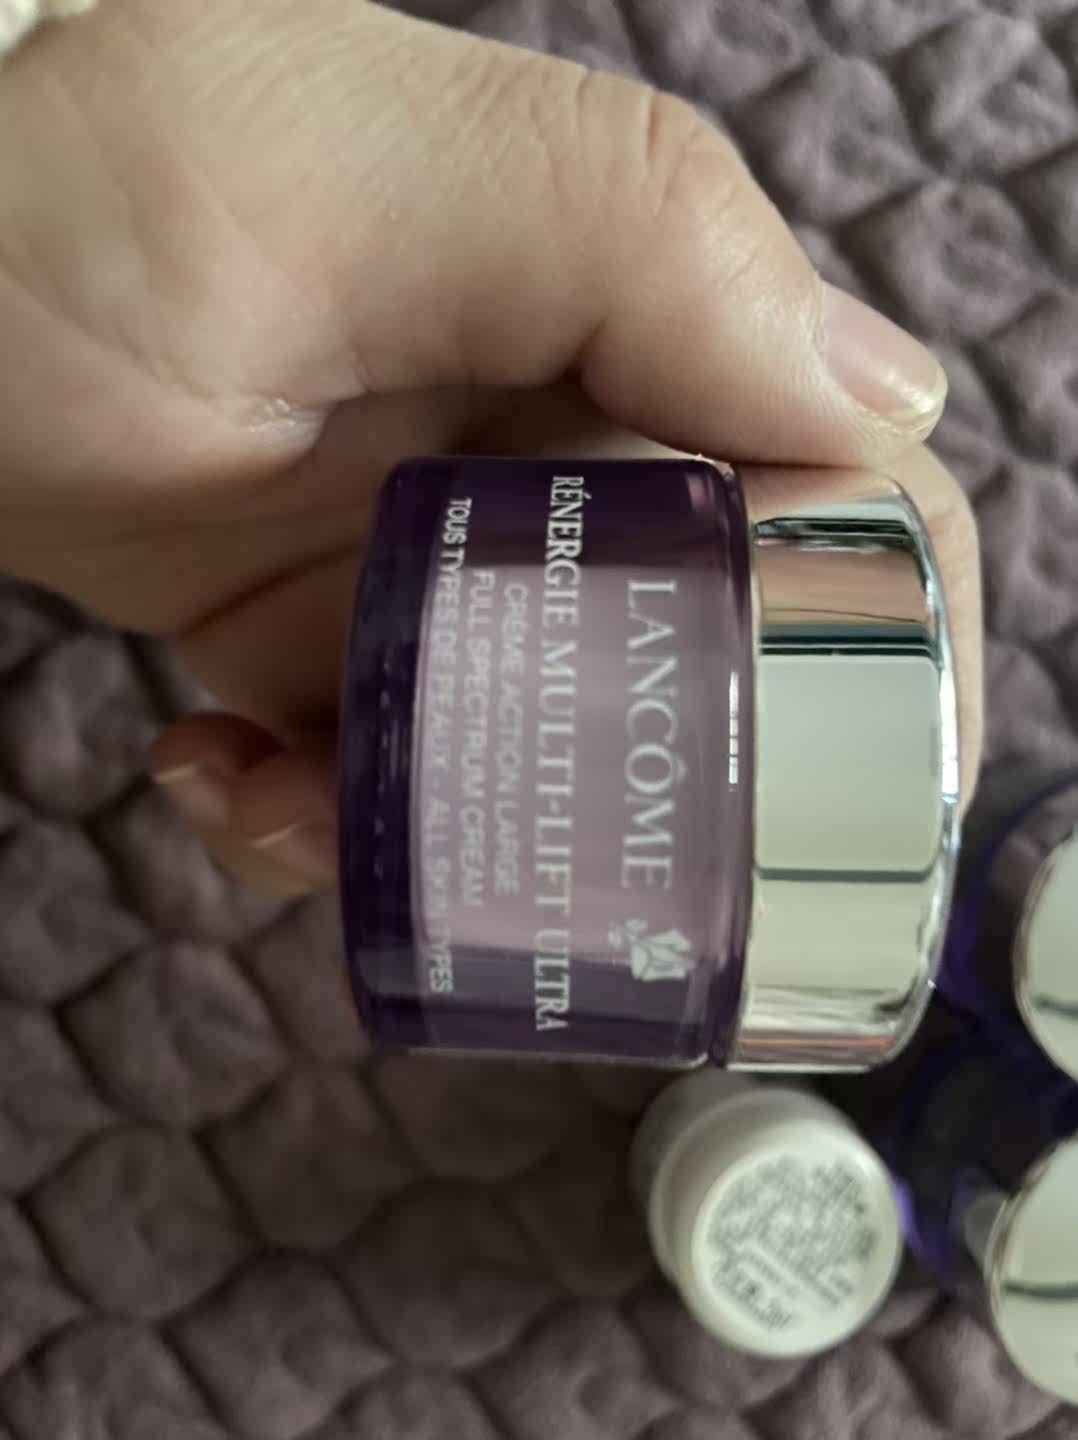 LANCÔME
RÉNERGIE MULTI-LIFT ULTRA
CRÈME ACTION LARGE
FULL SPECTRUM CREAM
TOUS TYPES DE PEAUX · ALL SKIN TYPES